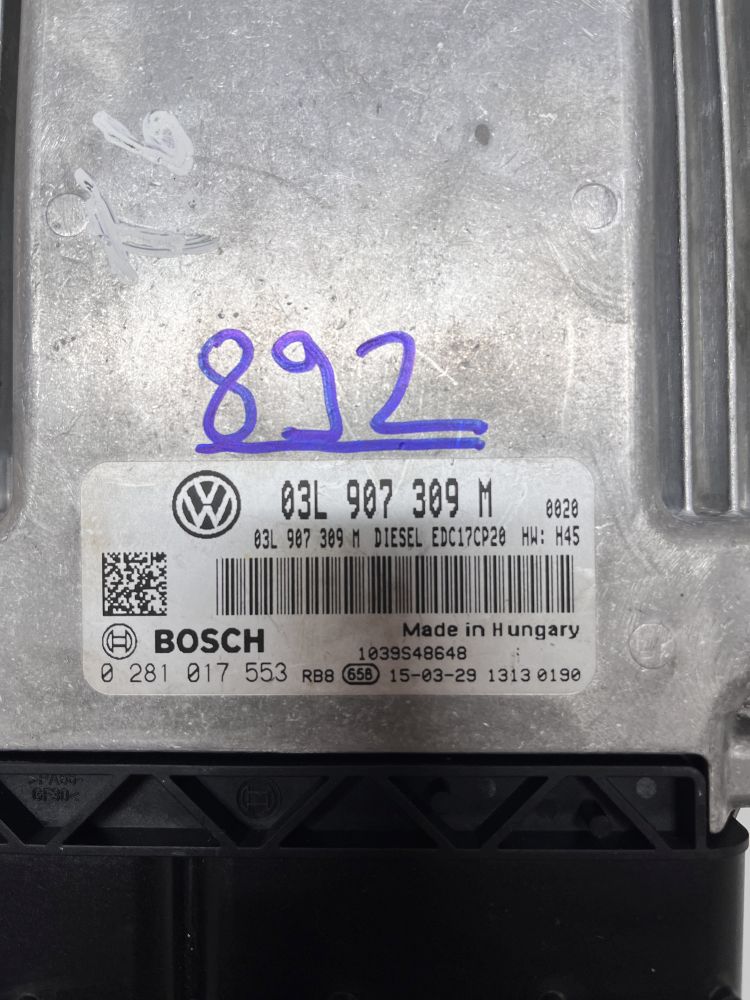 892
03L 907 309 M 0020
03L 907 309 M DIESEL EDC17CP20 HW: H45
Made in Hungary
BOSCH
1039S48648
0 281 017 553 RB8 658 15-03-29 1313 0190
GF30<